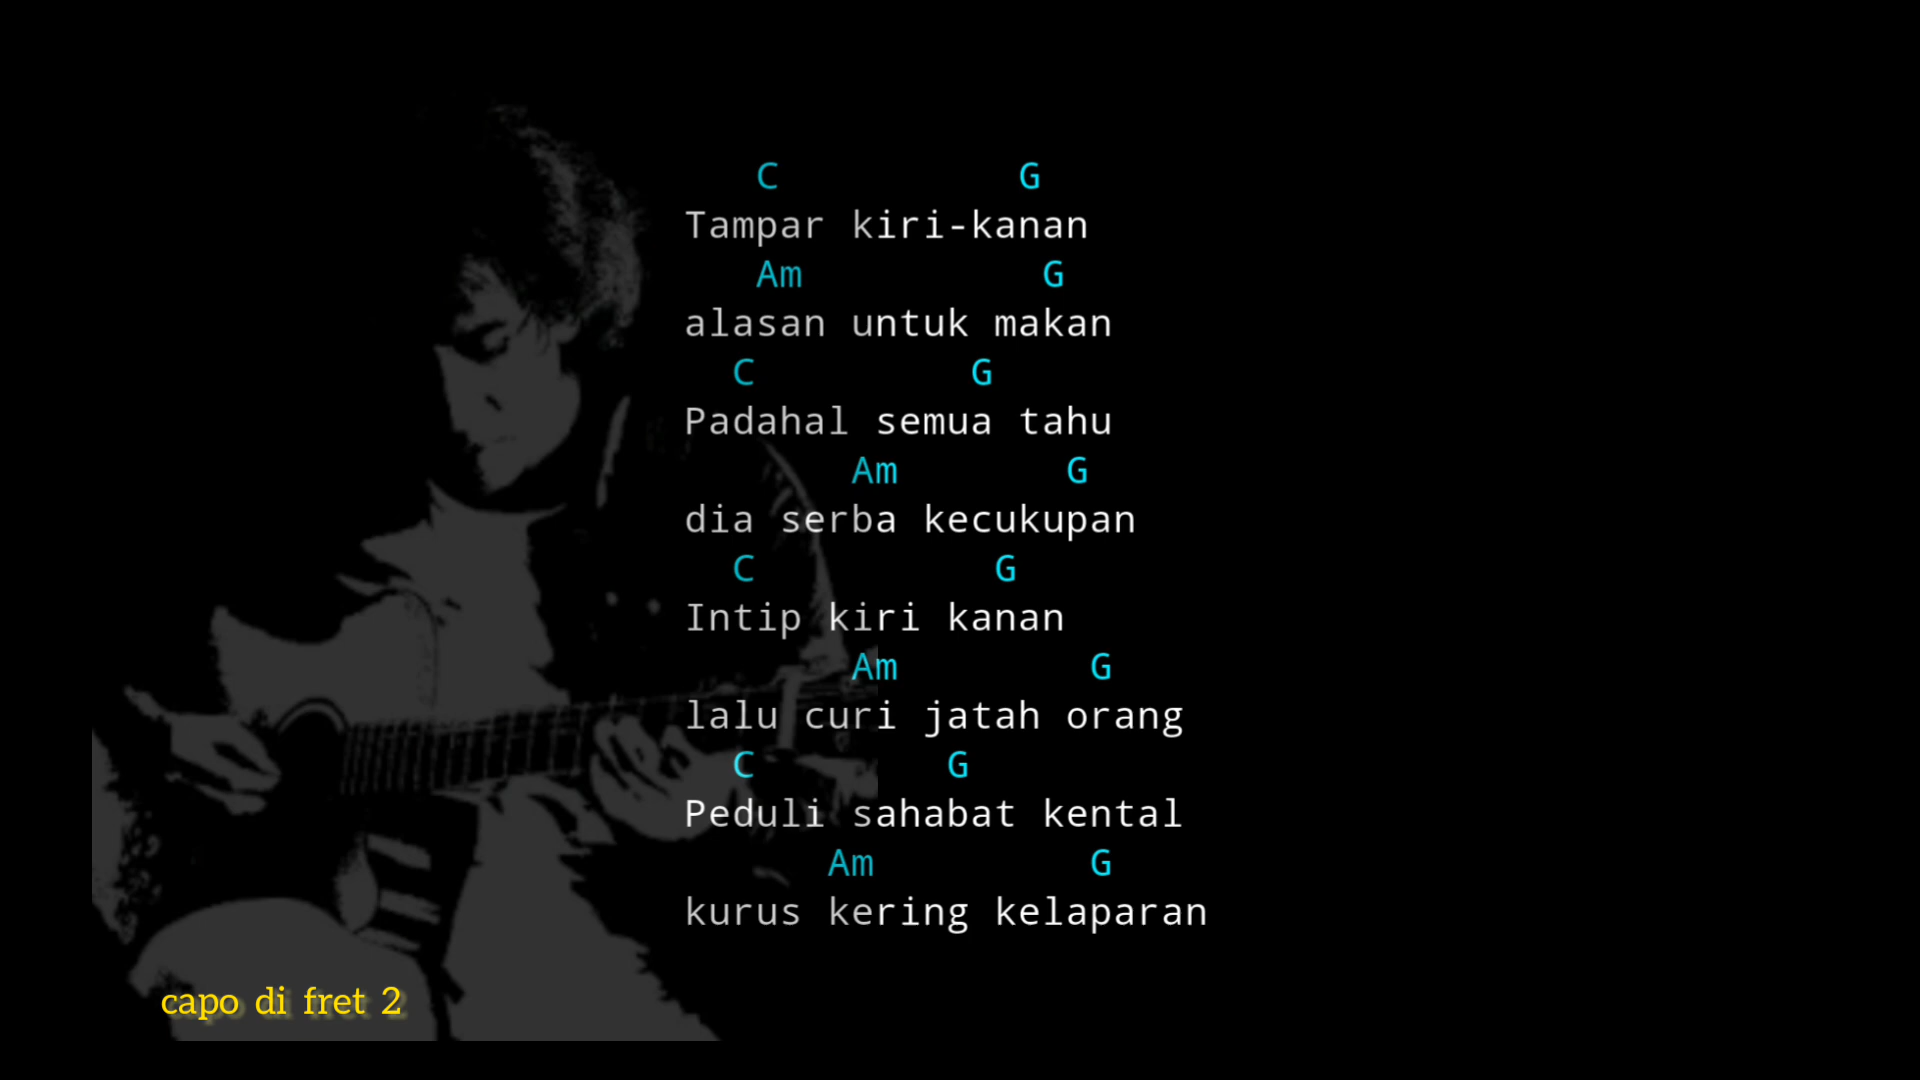 C G
Tampar kiri-kanan
Am G
alasan untuk makan
C G
Padahal semua tahu
Am G
dia serba kecukupan
C G
Intip kiri kanan
Am G
lalu curi jatah orang
C G
Peduli sahabat kental
Am G
kurus kering kelaparan
capo di fret 2